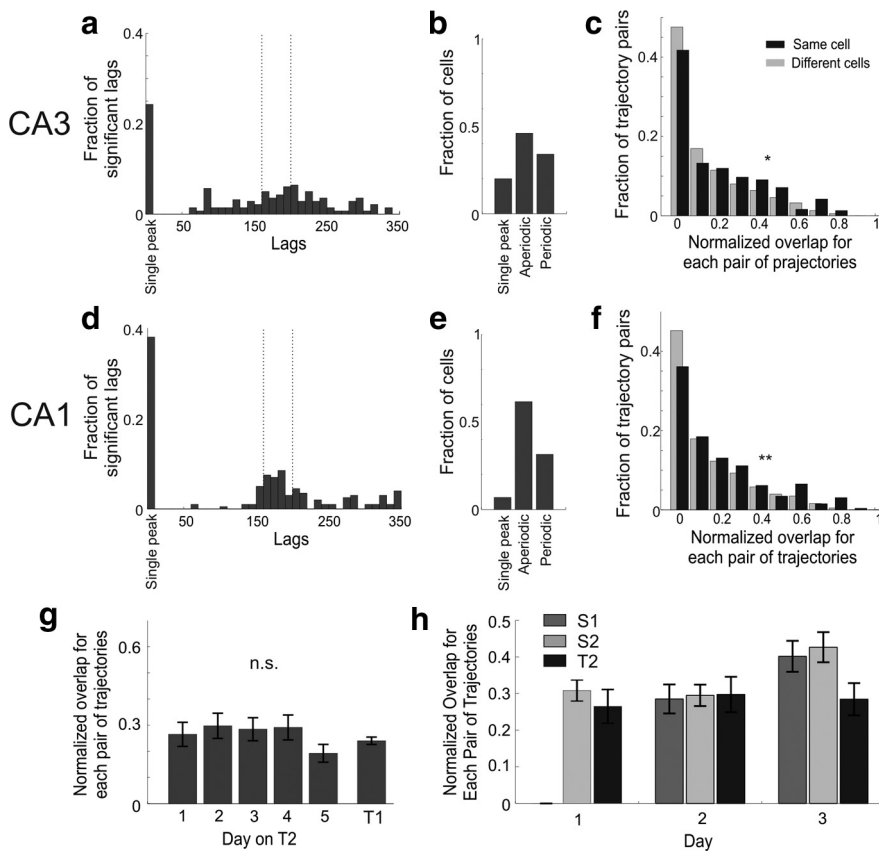 a
b
c
CA3
Fraction of
significant lags
0.4
0.2
0
Single peak
50
150
250
350
Lags
Fraction of cells
1
0.5
0
Single peak
Aperiodic
Periodic
Fraction of trajectory pairs
0.4
0.2
0
Same cell
Different cells
*
0
0.2
0.4
0.6
0.8
1
Normalized overlap for
each pair of prajectories
d
e
f
CA1
Fraction of
significant lags
0.4
0.2
0
Single peak
50
150
250
350
Lags
Fraction of cells
1
0.5
0
Single peak
Aperiodic
Periodic
Fraction of trajectory pairs
0.4
0.2
0
**
0
0.2
0.4
0.6
0.8
1
Normalized overlap for
each pair of trajectories
g
h
Normalized overlap for
each pair of trajectories
0.6
0.3
0
n.s.
1
2
3
4
5
T1
Day on T2
Normalized Overlap for
Each Pair of Trajectories
0.5
0.4
0.3
0.2
0.1
0
S1
S2
T2
1
2
3
Day